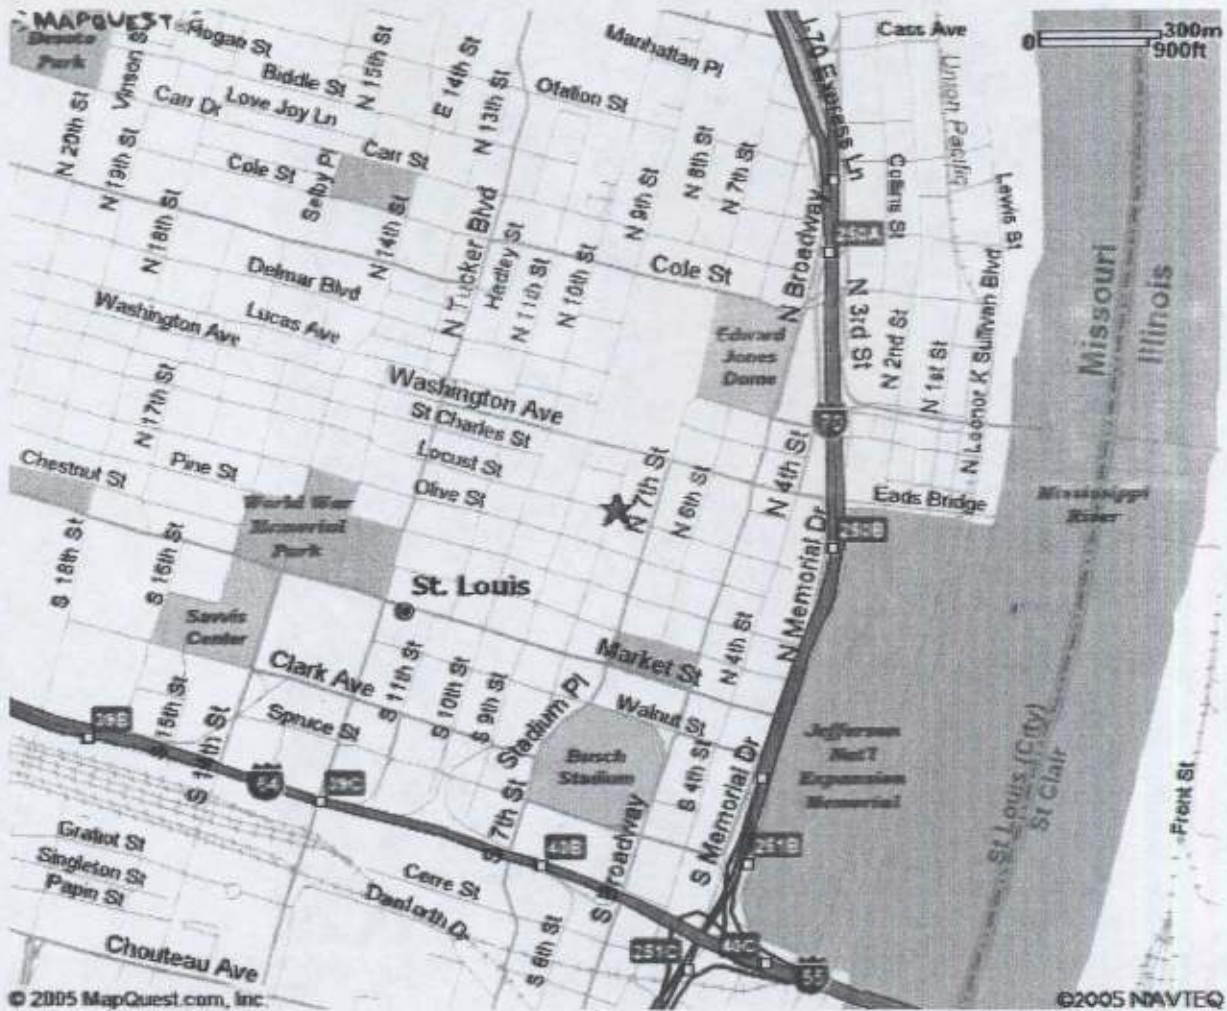 MAPQUEST
Park
Hogan St
Biddle St
Love Joy Ln
Carr Dr
Vinson St
N 20th St
N 19th St
N 18th St
Cole St
Selby Pl
Carr St
N 15th St
E 14th St
N 13th St
N 14th St
N Tucker Blvd
Hadley St
N 11th St
N 10th St
N 9th St
N 8th St
N 7th St
Manhattan Pl
Cole St
I-70 Express Ln
Cass Ave
Union Pacific
Collins St
Lewis St
N Broadway
N 3rd St
N 2nd St
N 1st St
N Leonor K Sullivan Blvd
0
300m
900ft
Missouri
Illinois
Delmar Blvd
Lucas Ave
Washington Ave
Washington Ave
St Charles St
Locust St
Olive St
Edward
Jones
Dome
N 17th St
Pine St
Chestnut St
World War
Memorial
Park
N 7th St
N 6th St
N 4th St
Eads Bridge
Mississippi
River
250B
S 18th St
S 16th St
Savvis
Center
St. Louis
Market St
N 4th St
N Memorial Dr
Clark Ave
Spruce St
S 15th St
S 14th St
S 11th St
S 10th St
S 9th St
Stadium Pl
Walnut St
Busch
Stadium
S 4th St
S Memorial Dr
Jefferson
Nat'l
Expansion
Memorial
St Louis (City)
St Clair
Front St
39B
64
39C
S 7th St
40B
S Broadway
251B
Gratiot St
Singleton St
Papin St
Chouteau Ave
Cerre St
Danforth Dr
S 6th St
251C
40C
55
© 2005 MapQuest.com, Inc
©2005 NAVTEQ